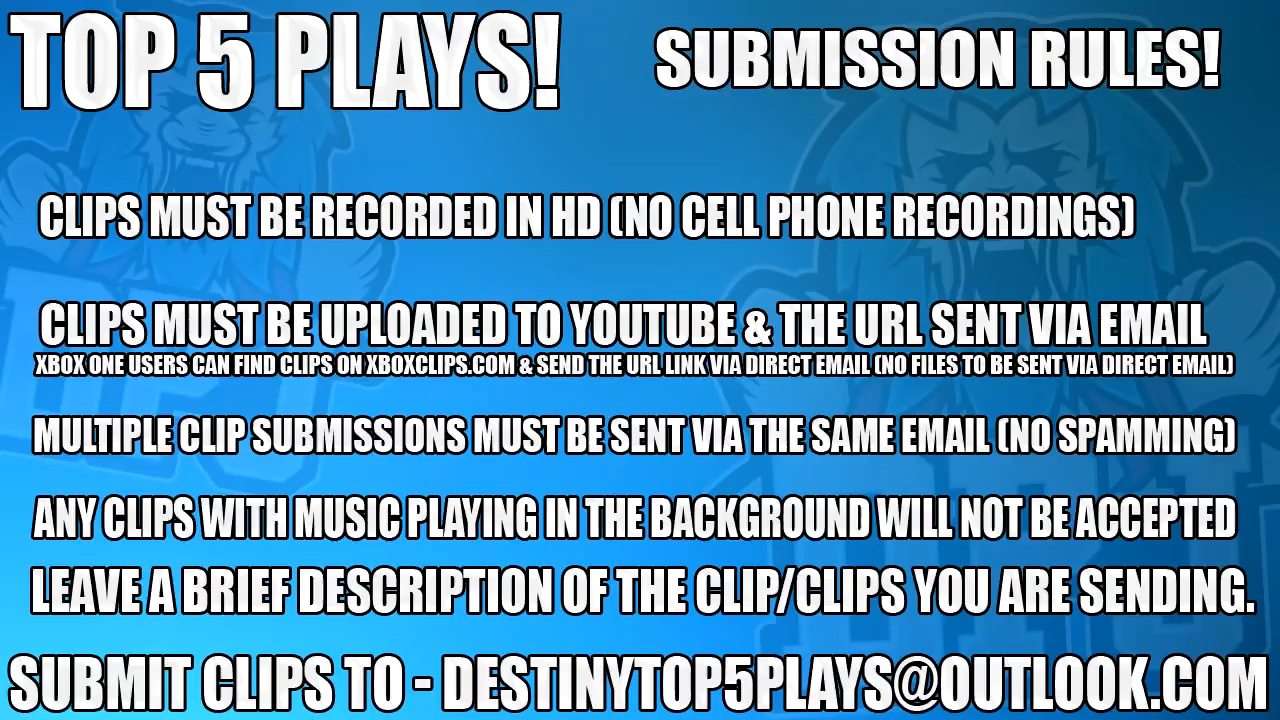 TOP 5 PLAYS!
SUBMISSION RULES!
CLIPS MUST BE RECORDED IN HD (NO CELL PHONE RECORDINGS)
CLIPS MUST BE UPLOADED TO YOUTUBE & THE URL SENT VIA EMAIL
XBOX ONE USERS CAN FIND CLIPS ON XBOXCLIPS.COM & SEND THE URL LINK VIA DIRECT EMAIL (NO FILES TO BE SENT VIA DIRECT EMAIL)
MULTIPLE CLIP SUBMISSIONS MUST BE SENT VIA THE SAME EMAIL (NO SPAMMING)
ANY CLIPS WITH MUSIC PLAYING IN THE BACKGROUND WILL NOT BE ACCEPTED
LEAVE A BRIEF DESCRIPTION OF THE CLIP/CLIPS YOU ARE SENDING.
SUBMIT CLIPS TO - DESTINYTOP5PLAYS@OUTLOOK.COM